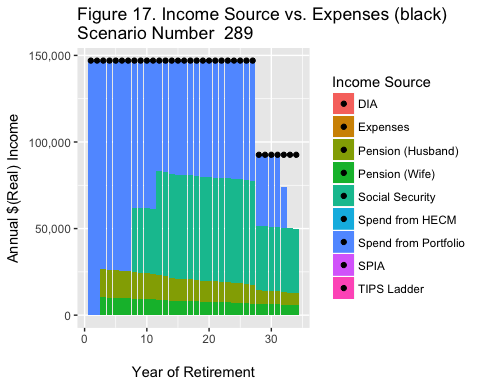 Figure 17. Income Source vs. Expenses (black)
Scenario Number 289
150,000
100,000
50,000
0
Annual $(Real) Income
0 10 20 30
Year of Retirement
Income Source
DIA
Expenses
Pension (Husband)
Pension (Wife)
Social Security
Spend from HECM
Spend from Portfolio
SPIA
TIPS Ladder